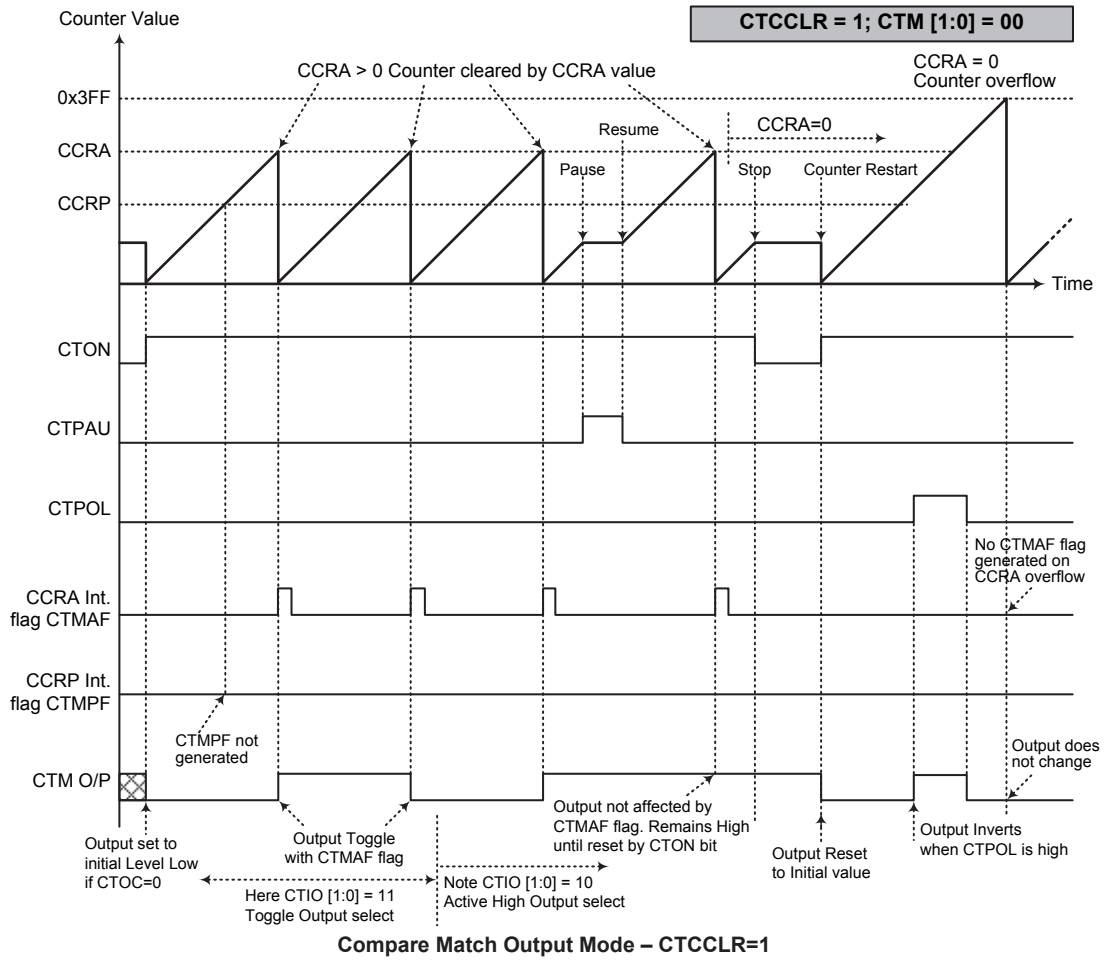 Counter Value
CTCCLR = 1; CTM [1:0] = 00
CCRA > 0 Counter cleared by CCRA value
CCRA = 0
Counter overflow
0x3FF
CCRA
CCRP
Resume
CCRA=0
Pause
Stop
Counter Restart
Time
CTON
CTPAU
CTPOL
No CTMAF flag
generated on
CCRA overflow
CCRA Int.
flag CTMAF
CCRP Int.
flag CTMPF
CTMPF not
generated
CTM O/P
Output does
not change
Output set to
initial Level Low
if CTOC=0
Output Toggle
with CTMAF flag
Output not affected by
CTMAF flag. Remains High
until reset by CTON bit
Output Reset
to Initial value
Output Inverts
when CTPOL is high
Here CTIO [1:0] = 11
Toggle Output select
Note CTIO [1:0] = 10
Active High Output select
Compare Match Output Mode – CTCCLR=1